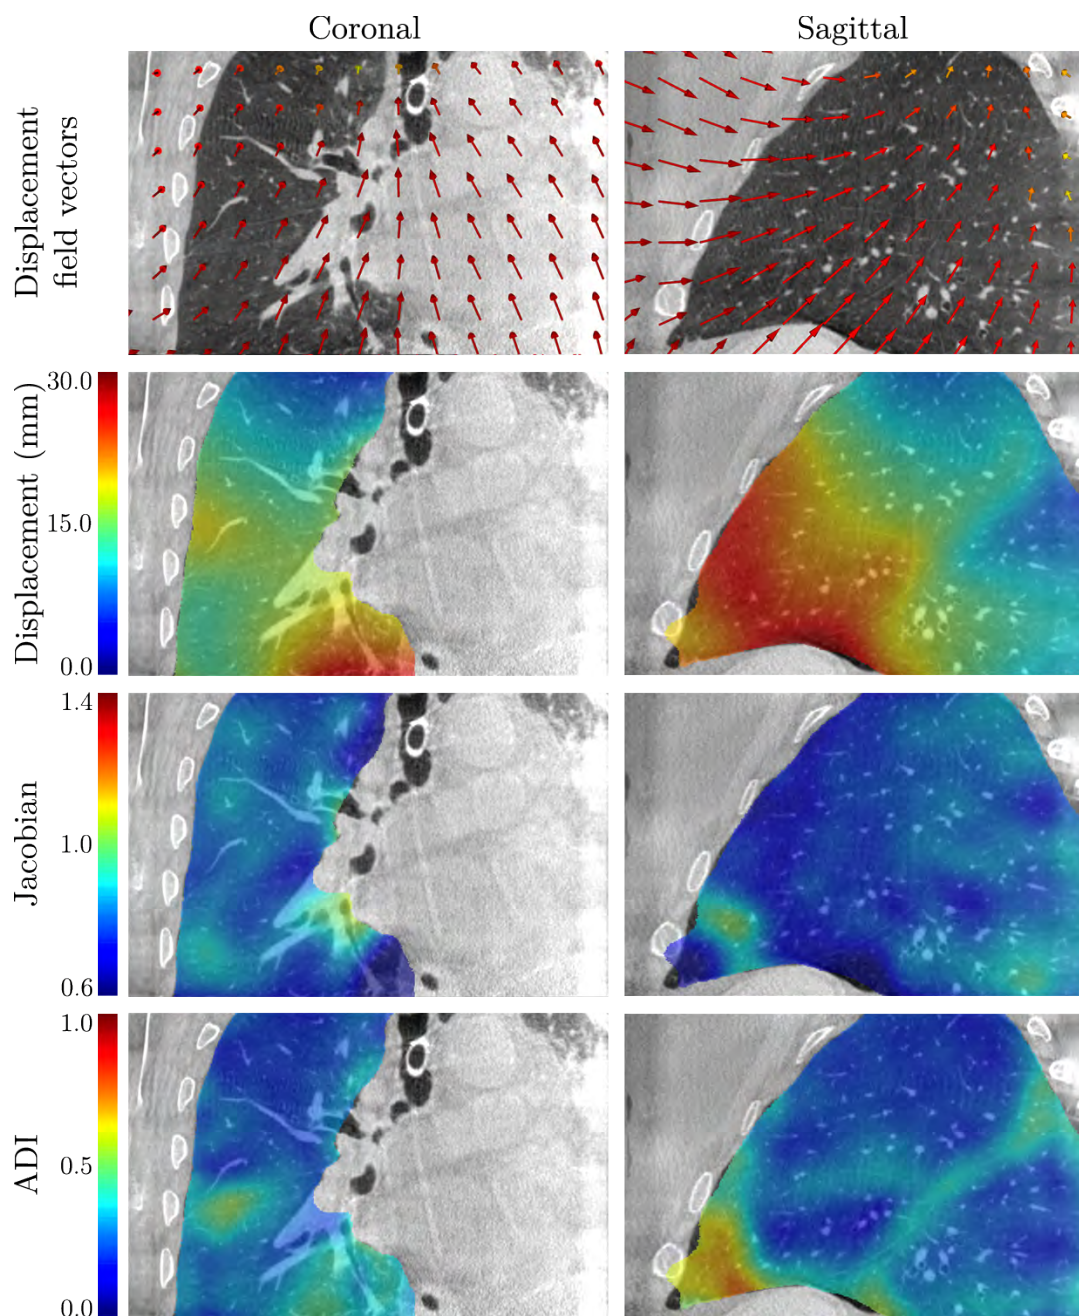 Coronal
Sagittal
Displacement
field vectors
Displacement (mm)
30.0
15.0
0.0
Jacobian
1.4
1.0
0.6
ADI
1.0
0.5
0.0